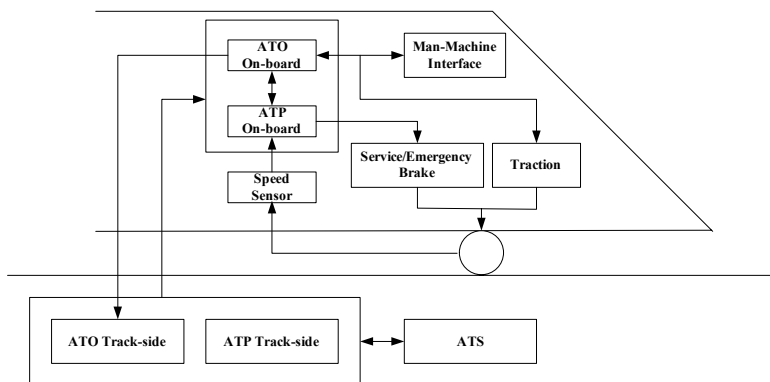 ATO
On-board
Man-Machine
Interface
ATP
On-board
Service/Emergency
Brake
Traction
Speed
Sensor
ATO Track-side
ATP Track-side
ATS